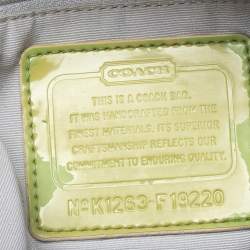 COACH
THIS IS A COACH BAG.
IT WAS HANDCRAFTED FROM THE
FINEST MATERIALS. ITS SUPERIOR
CRAFTSMANSHIP REFLECTS OUR
COMMITMENT TO ENDURING QUALITY.
Nº K1263-F19220